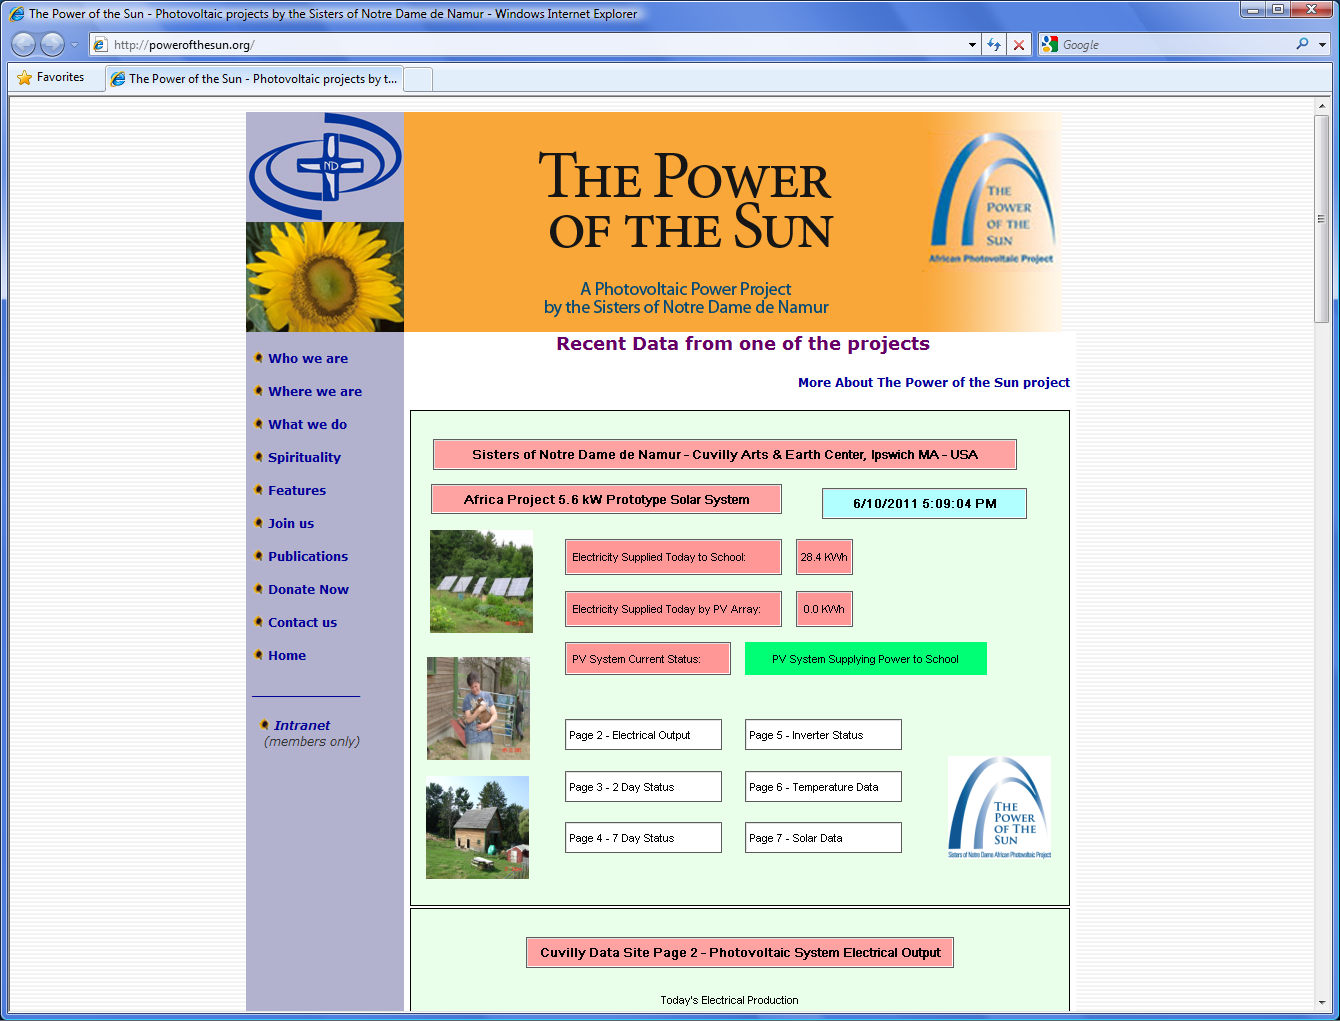 The Power of the Sun - Photovoltaic projects by the Sisters of Notre Dame de Namur - Windows Internet Explorer
http://powerofthesun.org/
Google
Favorites
The Power of the Sun - Photovoltaic projects by t...
ND
THE POWER
OF THE SUN
A Photovoltaic Power Project
by the Sisters of Notre Dame de Namur
THE
POWER
OF THE
SUN
African Photovoltaic Project
Who we are
Where we are
What we do
Spirituality
Features
Join us
Publications
Donate Now
Contact us
Home
Intranet
(members only)
Recent Data from one of the projects
More About The Power of the Sun project
Sisters of Notre Dame de Namur - Cuvilly Arts & Earth Center, Ipswich MA - USA
Africa Project 5.6 kW Prototype Solar System
6/10/2011 5:09:04 PM
Electricity Supplied Today to School:
28.4 KWh
Electricity Supplied Today by PV Array:
0.0 KWh
PV System Current Status:
PV System Supplying Power to School
Page 2 - Electrical Output
Page 5 - Inverter Status
Page 3 - 2 Day Status
Page 6 - Temperature Data
Page 4 - 7 Day Status
Page 7 - Solar Data
THE
POWER
OF THE
SUN
Sisters of Notre Dame African Photovoltaic Project
Cuvilly Data Site Page 2 - Photovoltaic System Electrical Output
Today's Electrical Production